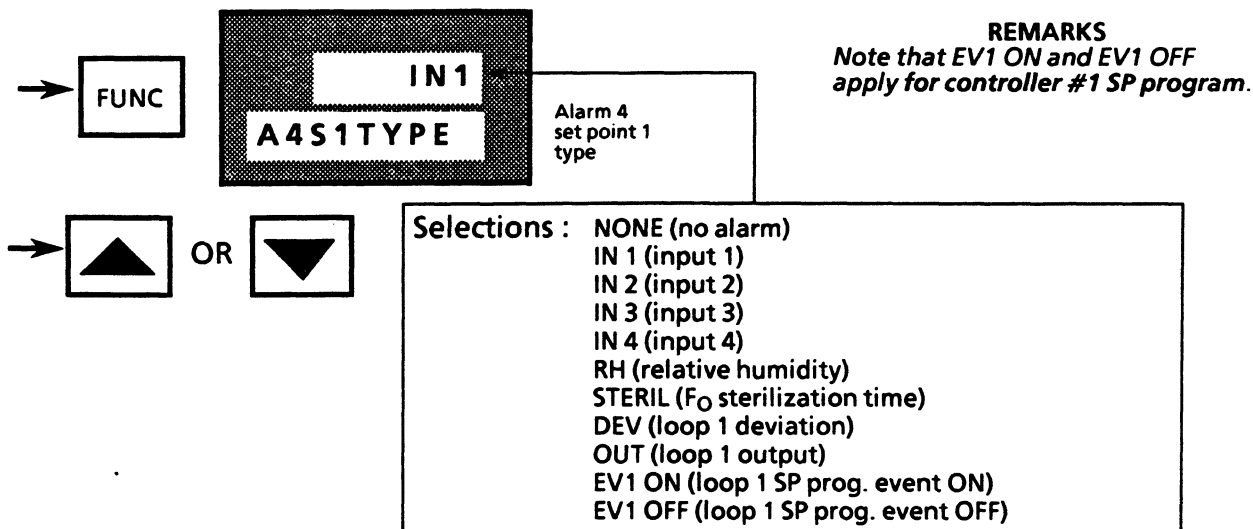 FUNC
IN1
A4S1TYPE
Alarm 4
set point 1
type
REMARKS
Note that EV1 ON and EV1 OFF
apply for controller #1 SP program.
OR
Selections : NONE (no alarm)
IN 1 (input 1)
IN 2 (input 2)
IN 3 (input 3)
IN 4 (input 4)
RH (relative humidity)
STERIL (FO sterilization time)
DEV (loop 1 deviation)
OUT (loop 1 output)
EV1 ON (loop 1 SP prog. event ON)
EV1 OFF (loop 1 SP prog. event OFF)